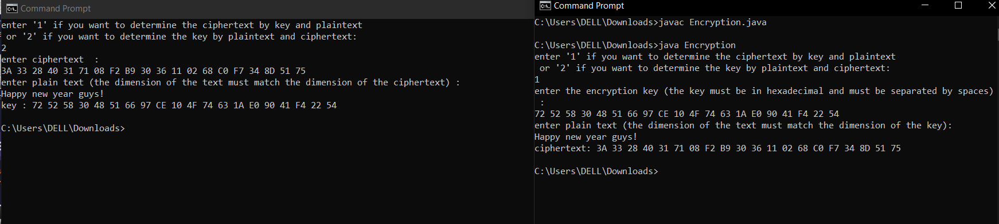 Command Prompt
enter '1' if you want to determine the ciphertext by key and plaintext
 or '2' if you want to determine the key by plaintext and ciphertext:
2
enter ciphertext  :
3A 33 28 40 31 71 08 F2 B9 30 36 11 02 68 C0 F7 34 8D 51 75
enter plain text (the dimension of the text must match the dimension of the ciphertext) :
Happy new year guys!
key : 72 52 58 30 48 51 66 97 CE 10 4F 74 63 1A E0 90 41 F4 22 54
C:\Users\DELL\Downloads>
Command Prompt
C:\Users\DELL\Downloads>javac Encryption.java
C:\Users\DELL\Downloads>java Encryption
enter '1' if you want to determine the ciphertext by key and plaintext
 or '2' if you want to determine the key by plaintext and ciphertext:
1
enter the encryption key (the key must be in hexadecimal and must be separated by spaces)
 :
72 52 58 30 48 51 66 97 CE 10 4F 74 63 1A E0 90 41 F4 22 54
enter plain text (the dimension of the text must match the dimension of the key):
Happy new year guys!
ciphertext: 3A 33 28 40 31 71 08 F2 B9 30 36 11 02 68 C0 F7 34 8D 51 75
C:\Users\DELL\Downloads>